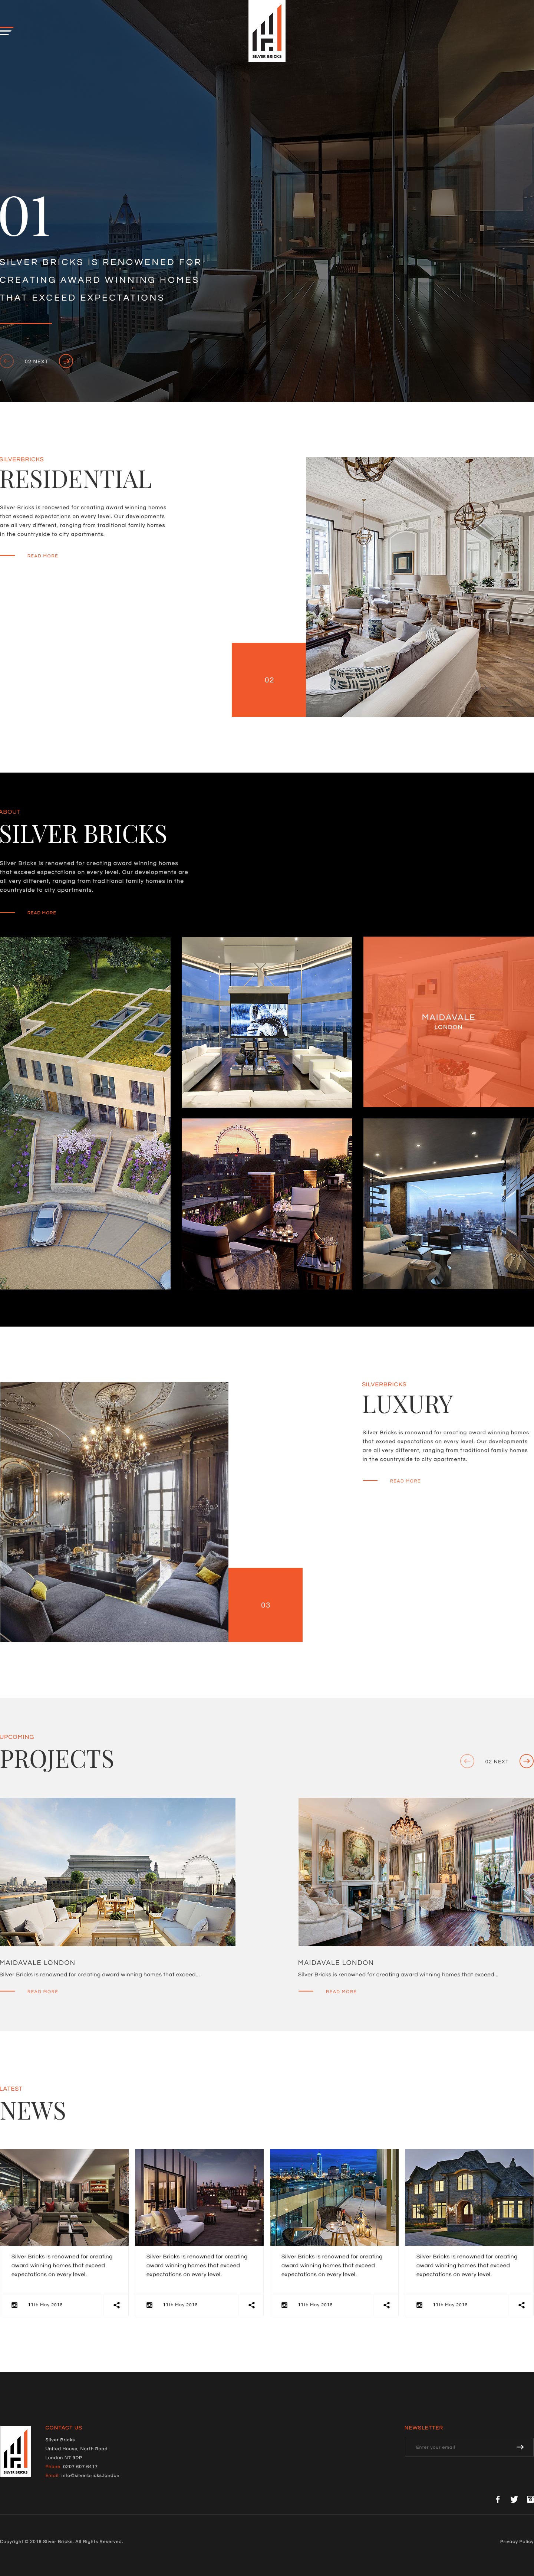 SILVER BRICKS
01
SILVER BRICKS IS RENOWENED FOR
CREATING AWARD WINNING HOMES
THAT EXCEED EXPECTATIONS
02 NEXT
SILVERBRICKS
RESIDENTIAL
Silver Bricks is renowned for creating award winning homes
that exceed expectations on every level. Our developments
are all very different, ranging from traditional family homes
in the countryside to city apartments.
READ MORE
02
ABOUT
SILVER BRICKS
Silver Bricks is renowned for creating award winning homes
that exceed expectations on every level. Our developments are
all very different, ranging from traditional family homes in the
countryside to city apartments.
READ MORE
MAIDAVALE
LONDON
SILVERBRICKS
LUXURY
Silver Bricks is renowned for creating award winning homes
that exceed expectations on every level. Our developments
are all very different, ranging from traditional family homes
in the countryside to city apartments.
READ MORE
03
UPCOMING
PROJECTS
02 NEXT
MAIDAVALE LONDON
Silver Bricks is renowned for creating award winning homes that exceed...
READ MORE
MAIDAVALE LONDON
Silver Bricks is renowned for creating award winning homes that exceed...
READ MORE
LATEST
NEWS
Silver Bricks is renowned for creating
award winning homes that exceed
expectations on every level.
11th May 2018
Silver Bricks is renowned for creating
award winning homes that exceed
expectations on every level.
11th May 2018
Silver Bricks is renowned for creating
award winning homes that exceed
expectations on every level.
11th May 2018
Silver Bricks is renowned for creating
award winning homes that exceed
expectations on every level.
11th May 2018
SILVER BRICKS
CONTACT US
Silver Bricks
United House, North Road
London N7 9DP
Phone: 0207 607 6417
Email: info@silverbricks.london
NEWSLETTER
Enter your email
Copyright © 2018 Silver Bricks. All Rights Reserved.
Privacy Policy